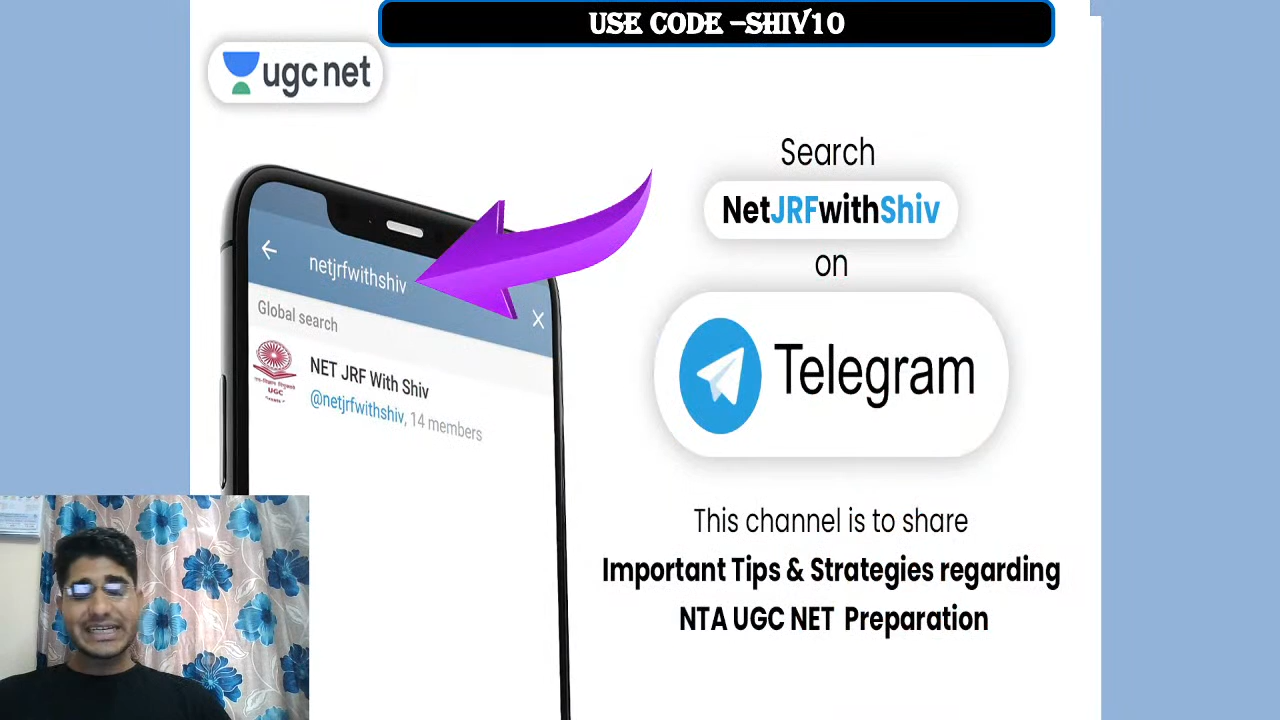 USE CODE –SHIV10
ugc net
Search
NetJRFwithShiv
on
Telegram
netjrfwithshiv
Global search
NET JRF With Shiv
@netjrfwithshiv, 14 members
UGC
This channel is to share
Important Tips & Strategies regarding
NTA UGC NET Preparation